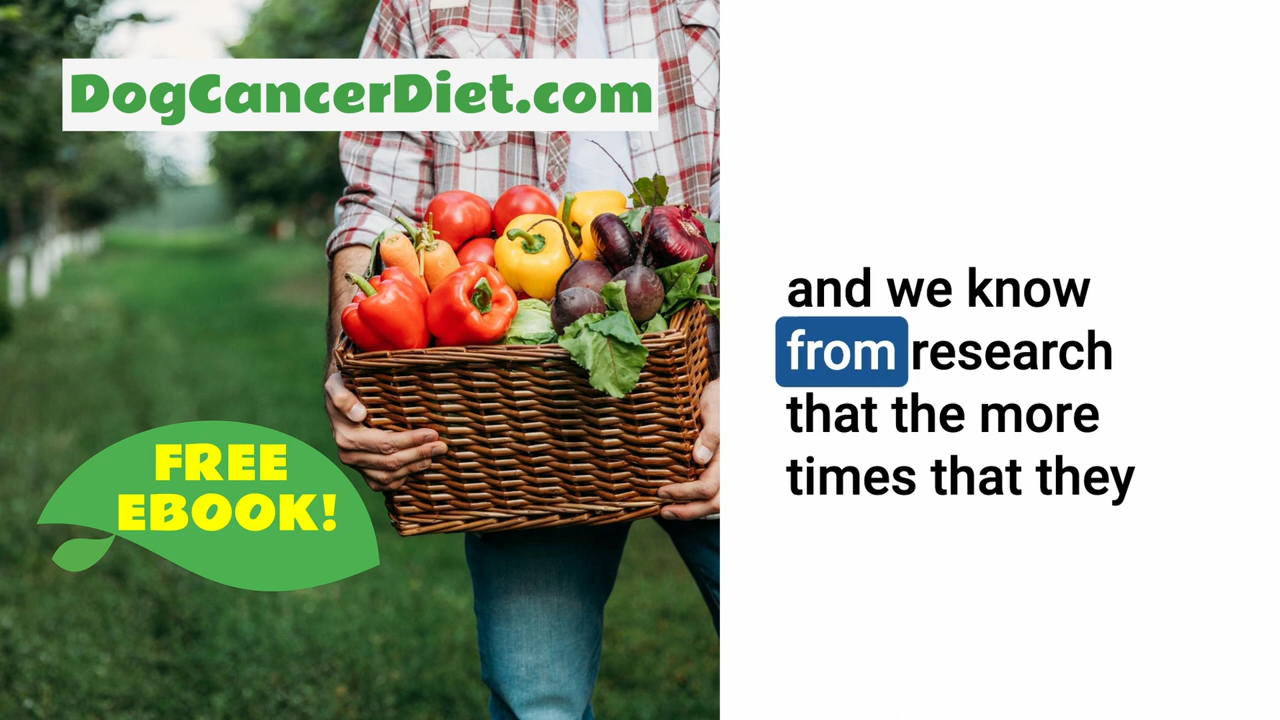 DogCancerDiet.com
FREE
EBOOK!
and we know
from research
that the more
times that they